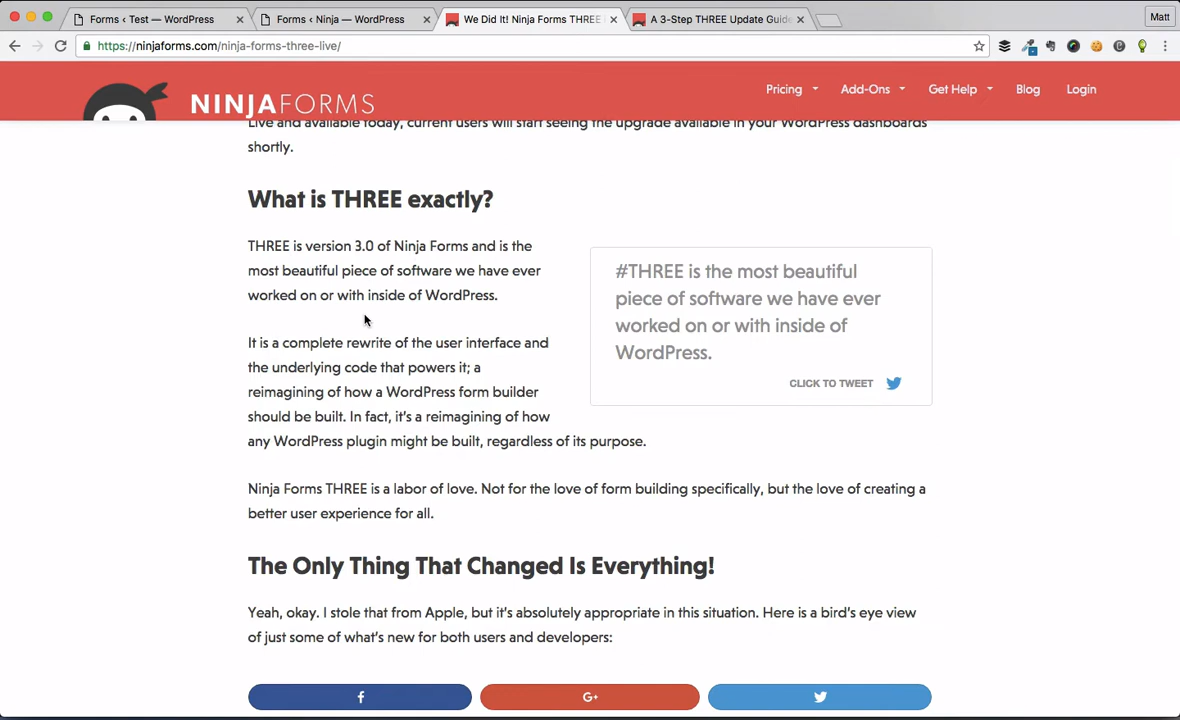 Forms ‹ Test — WordPress
Forms ‹ Ninja — WordPress
We Did It! Ninja Forms THREE
A 3-Step THREE Update Guide
Matt
https://ninjaforms.com/ninja-forms-three-live/
NINJAFORMS
Pricing
Add-Ons
Get Help
Blog
Login
Live and available today, current users will start seeing the upgrade available in your WordPress dashboards
shortly.
What is THREE exactly?
THREE is version 3.0 of Ninja Forms and is the
most beautiful piece of software we have ever
worked on or with inside of WordPress.
#THREE is the most beautiful
piece of software we have ever
worked on or with inside of
WordPress.
CLICK TO TWEET
It is a complete rewrite of the user interface and
the underlying code that powers it; a
reimagining of how a WordPress form builder
should be built. In fact, it's a reimagining of how
any WordPress plugin might be built, regardless of its purpose.
Ninja Forms THREE is a labor of love. Not for the love of form building specifically, but the love of creating a
better user experience for all.
The Only Thing That Changed Is Everything!
Yeah, okay. I stole that from Apple, but it's absolutely appropriate in this situation. Here is a bird's eye view
of just some of what's new for both users and developers:
G+